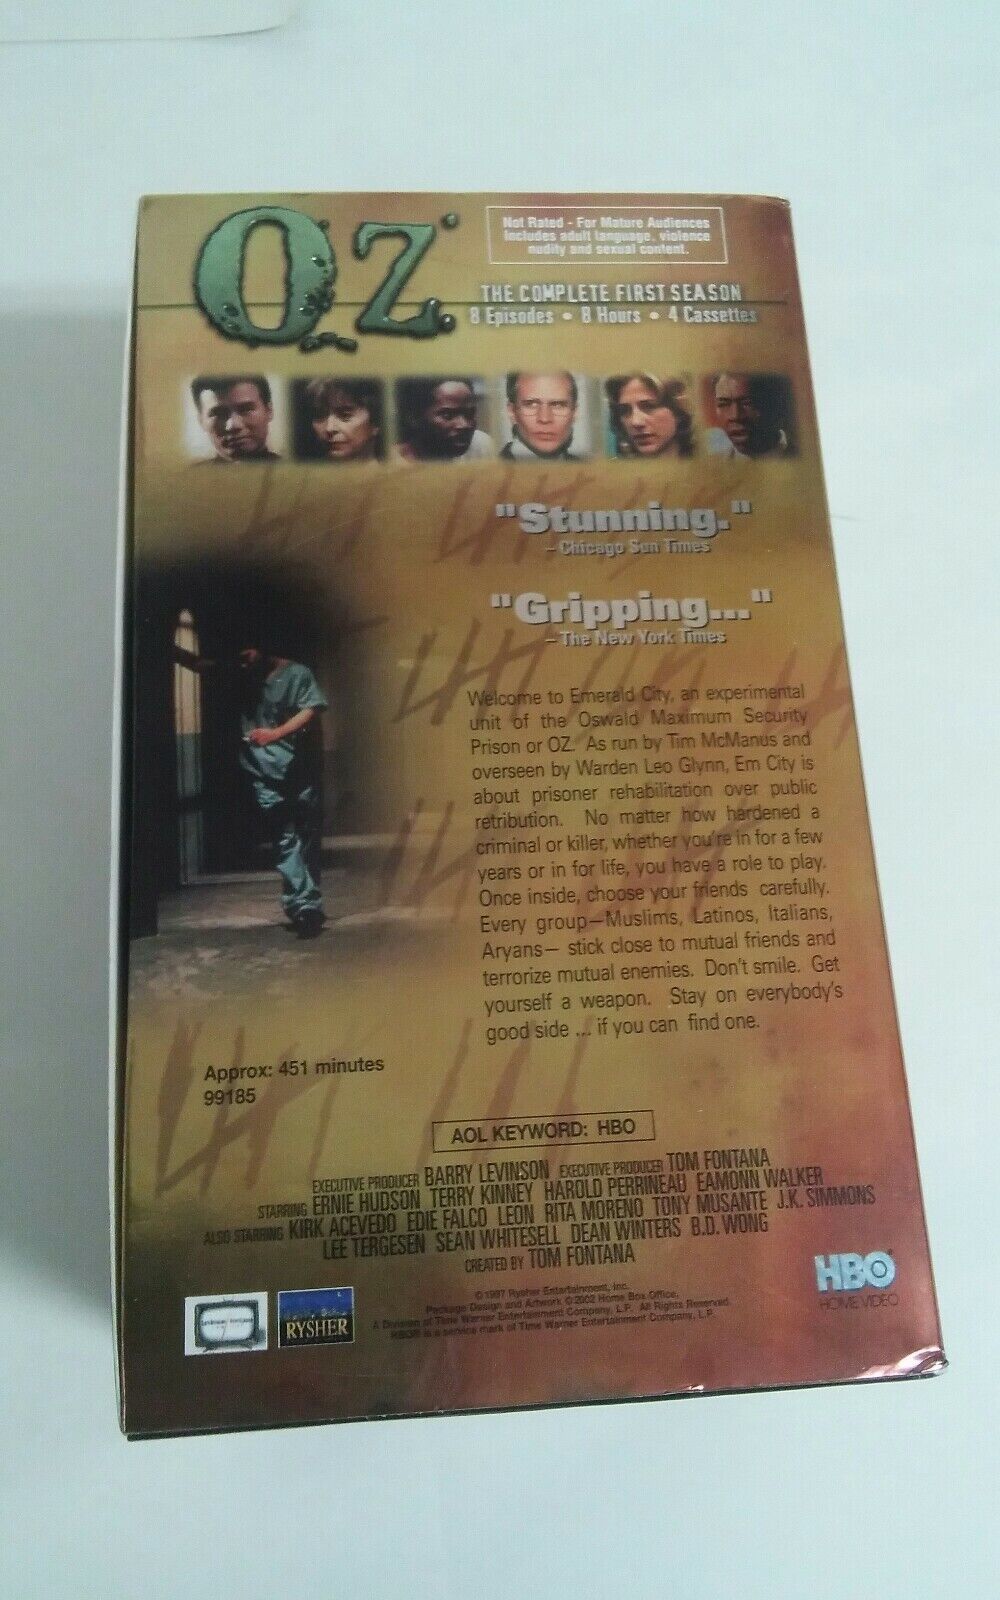 OZ.
Not Rated - For Mature Audiences
Includes adult language, violence
nudity and sexual content.
THE COMPLETE FIRST SEASON
8 Episodes • 8 Hours • 4 Cassettes
"Stunning."
– Chicago Sun Times
"Gripping..."
– The New York Times
Welcome to Emerald City, an experimental
unit of the Oswald Maximum Security
Prison or OZ. As run by Tim McManus and
overseen by Warden Leo Glynn, Em City is
about prisoner rehabilitation over public
retribution. No matter how hardened a
criminal or killer, whether you're in for a few
years or in for life, you have a role to play.
Once inside, choose your friends carefully.
Every group—Muslims, Latinos, Italians,
Aryans— stick close to mutual friends and
terrorize mutual enemies. Don't smile. Get
yourself a weapon. Stay on everybody's
good side ... if you can find one.
Approx: 451 minutes
99185
AOL KEYWORD: HBO
EXECUTIVE PRODUCER BARRY LEVINSON EXECUTIVE PRODUCER TOM FONTANA
STARRING ERNIE HUDSON TERRY KINNEY HAROLD PERRINEAU EAMONN WALKER
ALSO STARRING KIRK ACEVEDO EDIE FALCO LEON RITA MORENO TONY MUSANTE J.K. SIMMONS
LEE TERGESEN SEAN WHITESELL DEAN WINTERS B.D. WONG
CREATED BY TOM FONTANA
© 1997 Rysher Entertainment, Inc.
Package Design and Artwork © 2002 Home Box Office,
A Division of Time Warner Entertainment Company, L.P. All Rights Reserved.
HBO® is a service mark of Time Warner Entertainment Company, L.P.
RYSHER
HBO®
HOME VIDEO